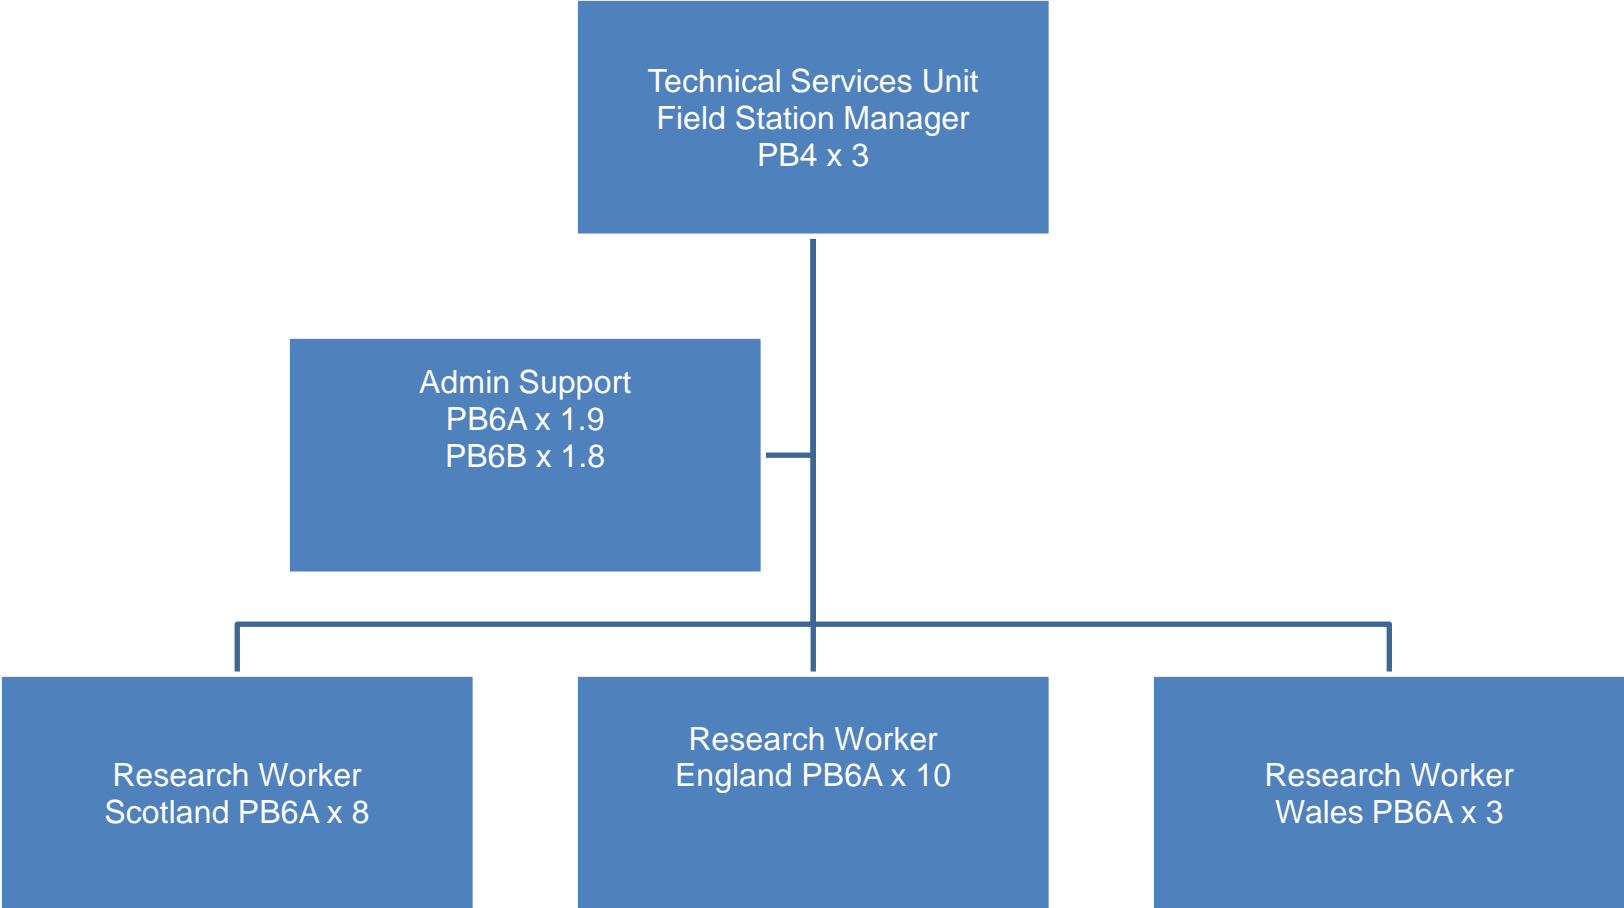 Technical Services Unit
Field Station Manager
PB4 x 3
Admin Support
PB6A x 1.9
PB6B x 1.8
Research Worker
Scotland PB6A x 8
Research Worker
England PB6A x 10
Research Worker
Wales PB6A x 3